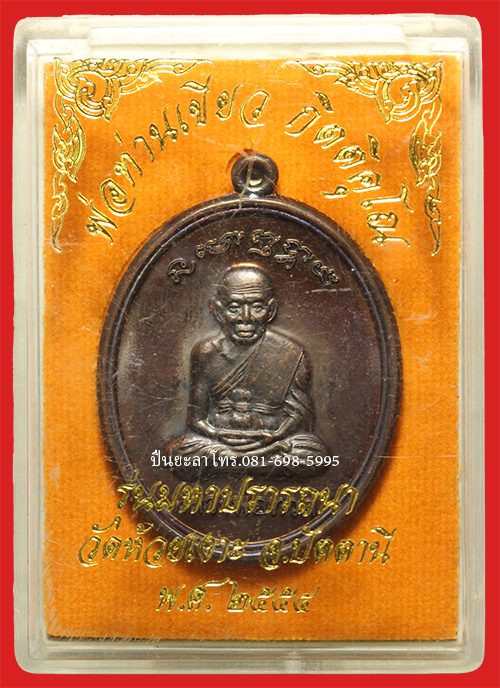 พ่อท่านเขียว กิตติคุโณ
ปืนยะลาโทร.081-698-5995
รุ่นมหาปรารถนา
วัดห้วยเงาะ จ.ปัตตานี
พ.ศ. ๒๕๕๔